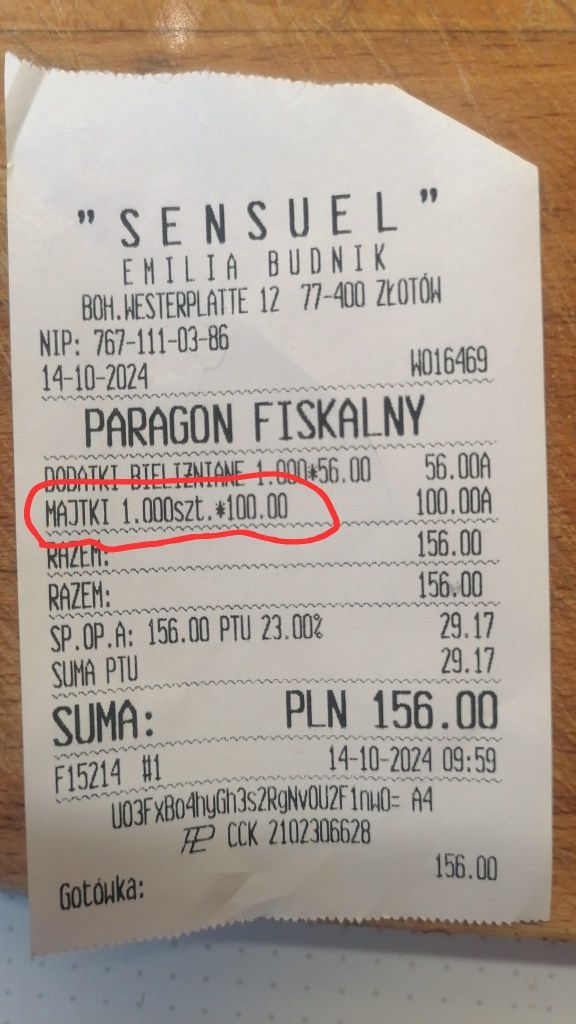 "SENSUEL"
EMILIA BUDNIK
BOH.WESTERPLATTE 12 77-400 ZŁOTÓW
NIP: 767-111-03-86
14-10-2024 W016469
PARAGON FISKALNY
DODATKI BIELIZNIANE 1.000*56.00 56.00A
MAJTKI 1.000szt.*100.00 100.00A
RAZEM: 156.00
RAZEM: 156.00
SP.OP.A: 156.00 PTU 23.00% 29.17
SUMA PTU 29.17
SUMA: PLN 156.00
F15214 #1 14-10-2024 09:59
UO3FxBo4hyGh3s2RgNvOU2F1nwO= A4
CCK 2102306628
156.00
Gotówka: